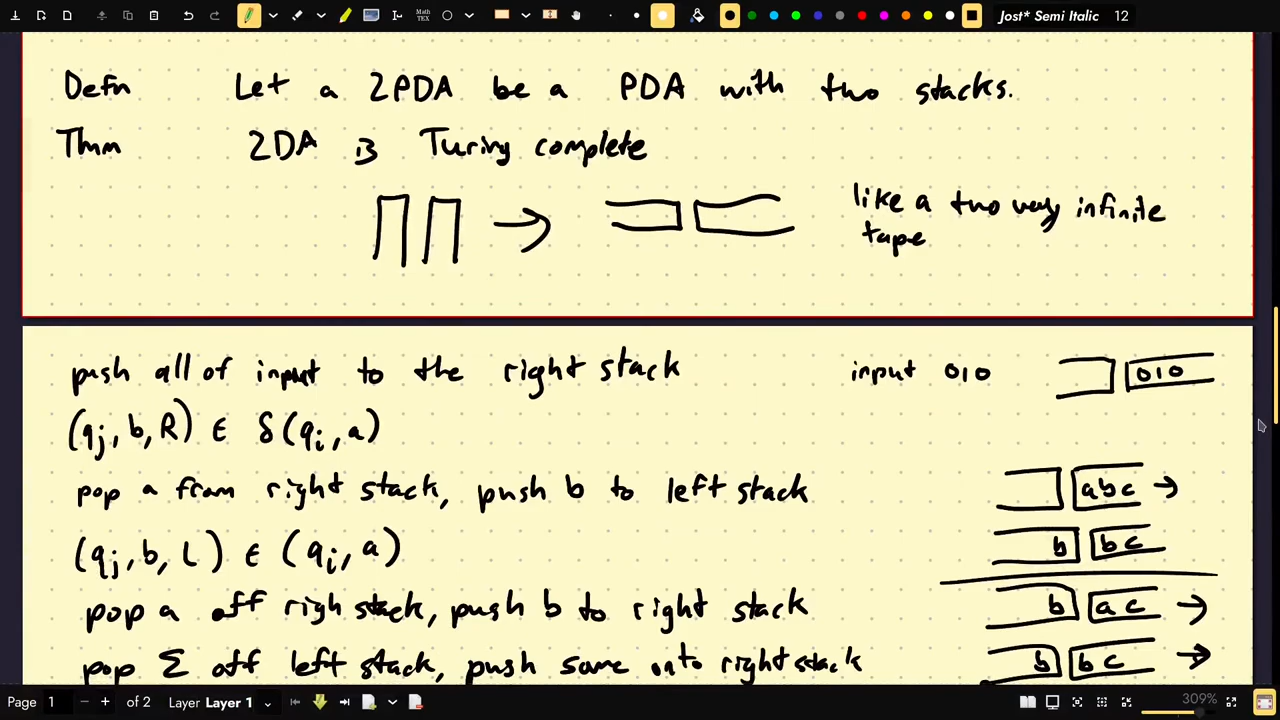 Jost* Semi Italic 12
Defn Let a 2PDA be a PDA with two stacks.
Thm 2DA is Turing complete
like a two way infinite
tape
push all of input to the right stack input 010 010
(qj, b, R) ∈ δ(qi, a)
pop a from right stack, push b to left stack abc →
(qj, b, L) ∈ (qi, a) b bc
pop a off righ stack, push b to right stack b ac →
pop Σ off left stack, push same onto right stack b bc →
Page 1 of 2 Layer Layer 1 309%